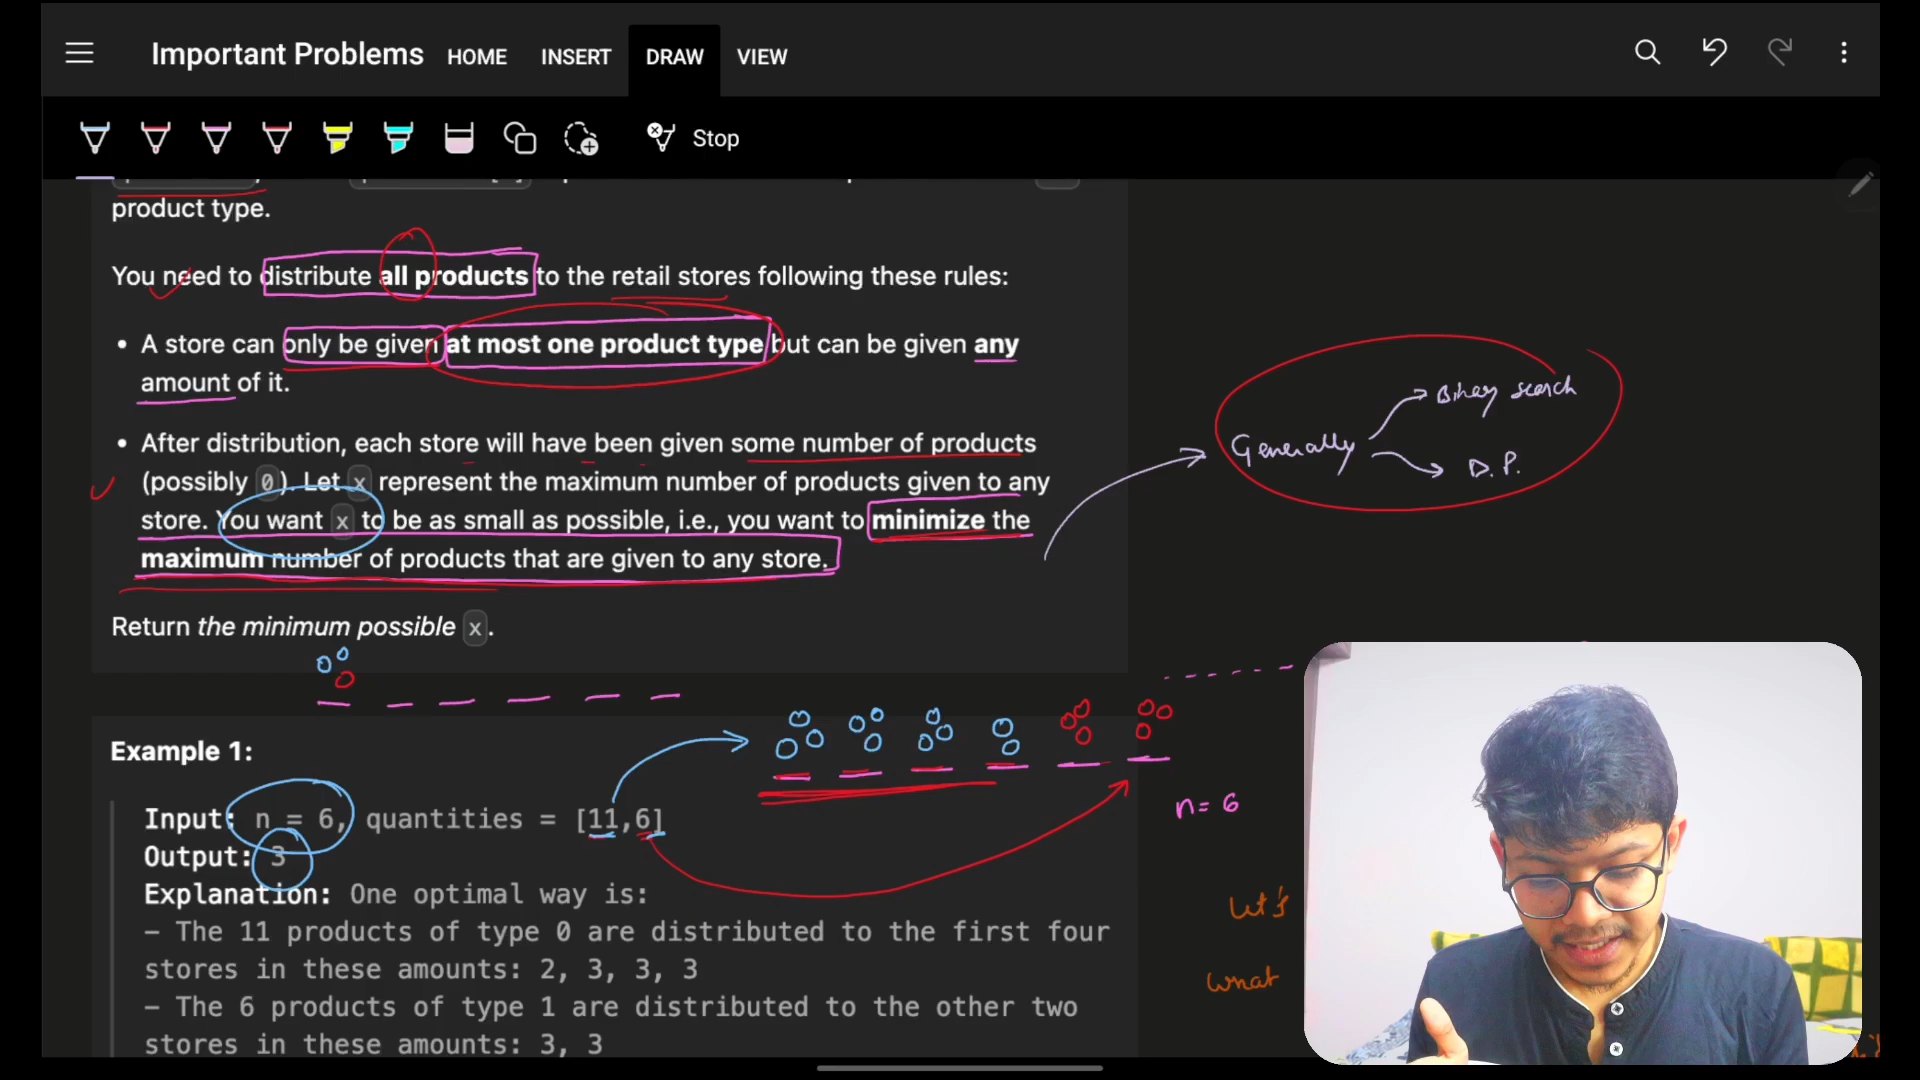 Important Problems HOME INSERT DRAW VIEW
Stop
product type.
You need to distribute all products to the retail stores following these rules:
• A store can only be given at most one product type but can be given any
amount of it.
• After distribution, each store will have been given some number of products
(possibly 0). Let x represent the maximum number of products given to any
store. You want x to be as small as possible, i.e., you want to minimize the
maximum number of products that are given to any store.
Return the minimum possible x.
Generally
Binary search
D.P.
Example 1:
Input: n = 6, quantities = [11,6]
Output: 3
Explanation: One optimal way is:
– The 11 products of type 0 are distributed to the first four
stores in these amounts: 2, 3, 3, 3
– The 6 products of type 1 are distributed to the other two
stores in these amounts: 3, 3
n = 6
Let's
what